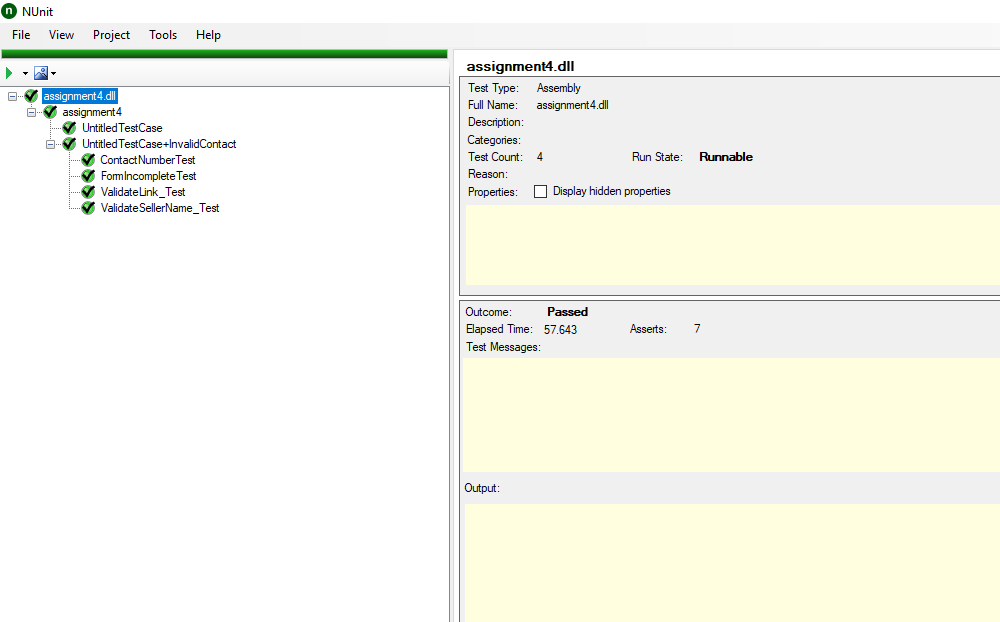 n NUnit
File View Project Tools Help
assignment4.dll
assignment4
UntitledTestCase
UntitledTestCase+InvalidContact
ContactNumberTest
FormIncompleteTest
ValidateLink_Test
ValidateSellerName_Test
assignment4.dll
Test Type: Assembly
Full Name: assignment4.dll
Description:
Categories:
Test Count: 4 Run State: Runnable
Reason:
Properties: Display hidden properties
Outcome: Passed
Elapsed Time: 57.643 Asserts: 7
Test Messages:
Output: